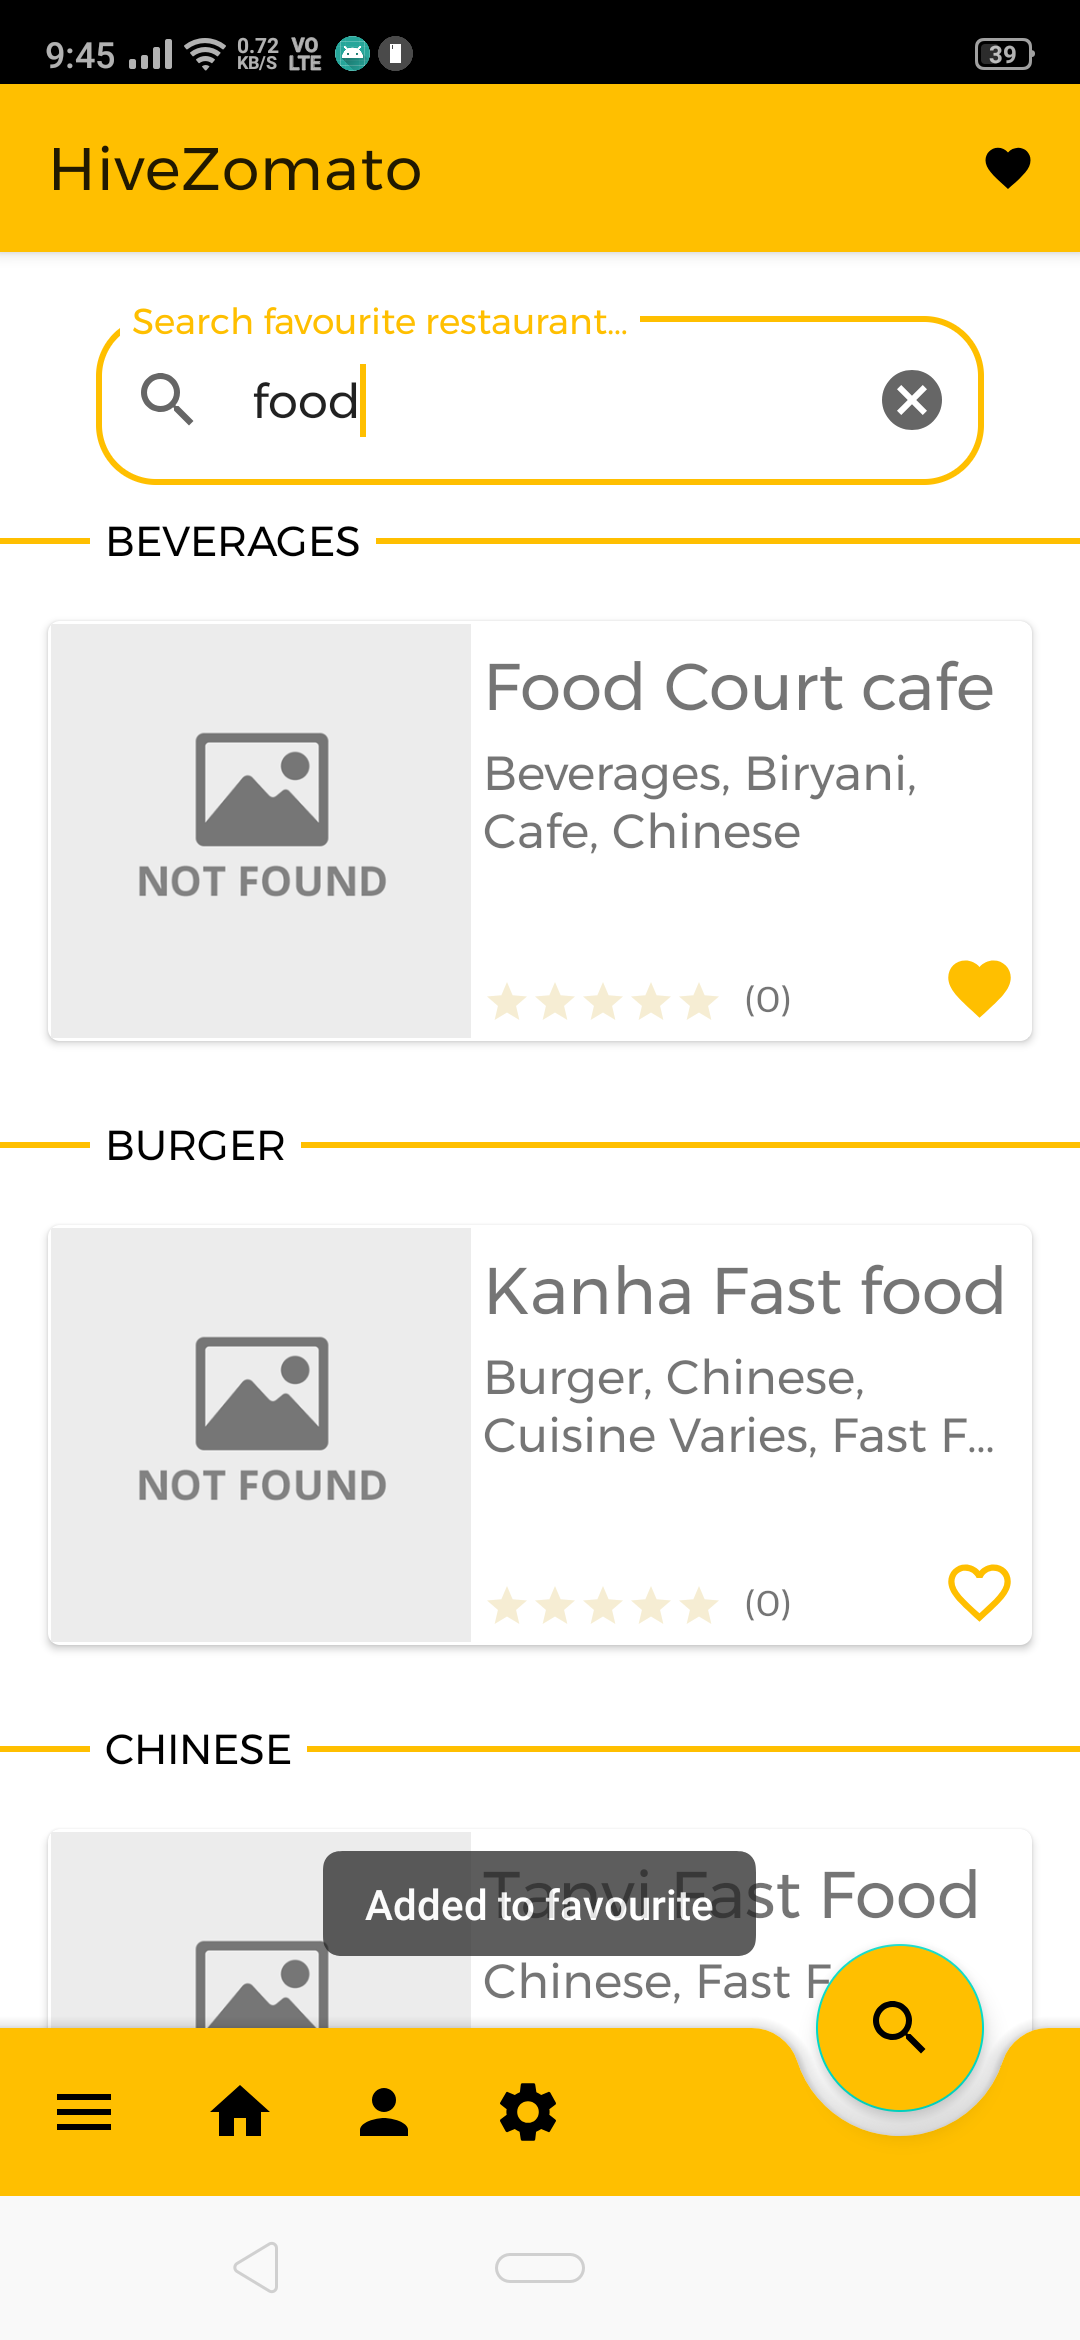 9:45 0.72 KB/S VO LTE 39
HiveZomato
Search favourite restaurant...
food
BEVERAGES
Food Court cafe
Beverages, Biryani,
Cafe, Chinese
NOT FOUND
(0)
BURGER
Kanha Fast food
Burger, Chinese,
Cuisine Varies, Fast F...
NOT FOUND
(0)
CHINESE
Tanvi Fast Food
Added to favourite
Chinese, Fast F